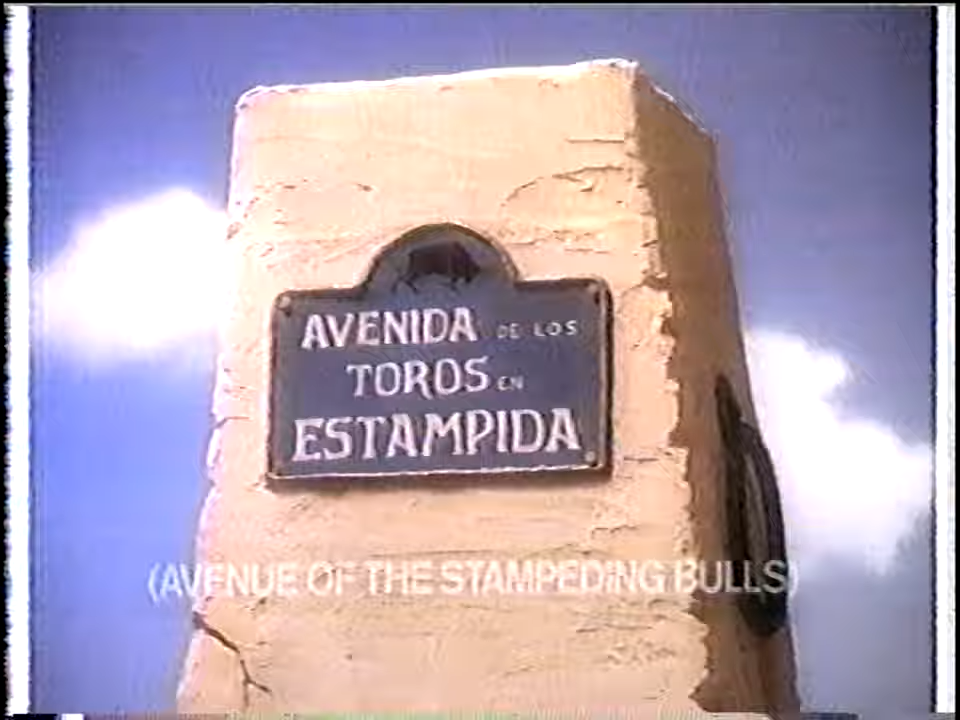 AVENIDA DE LOS
TOROS EN
ESTAMPIDA
(AVENUE OF THE STAMPEDING BULLS)